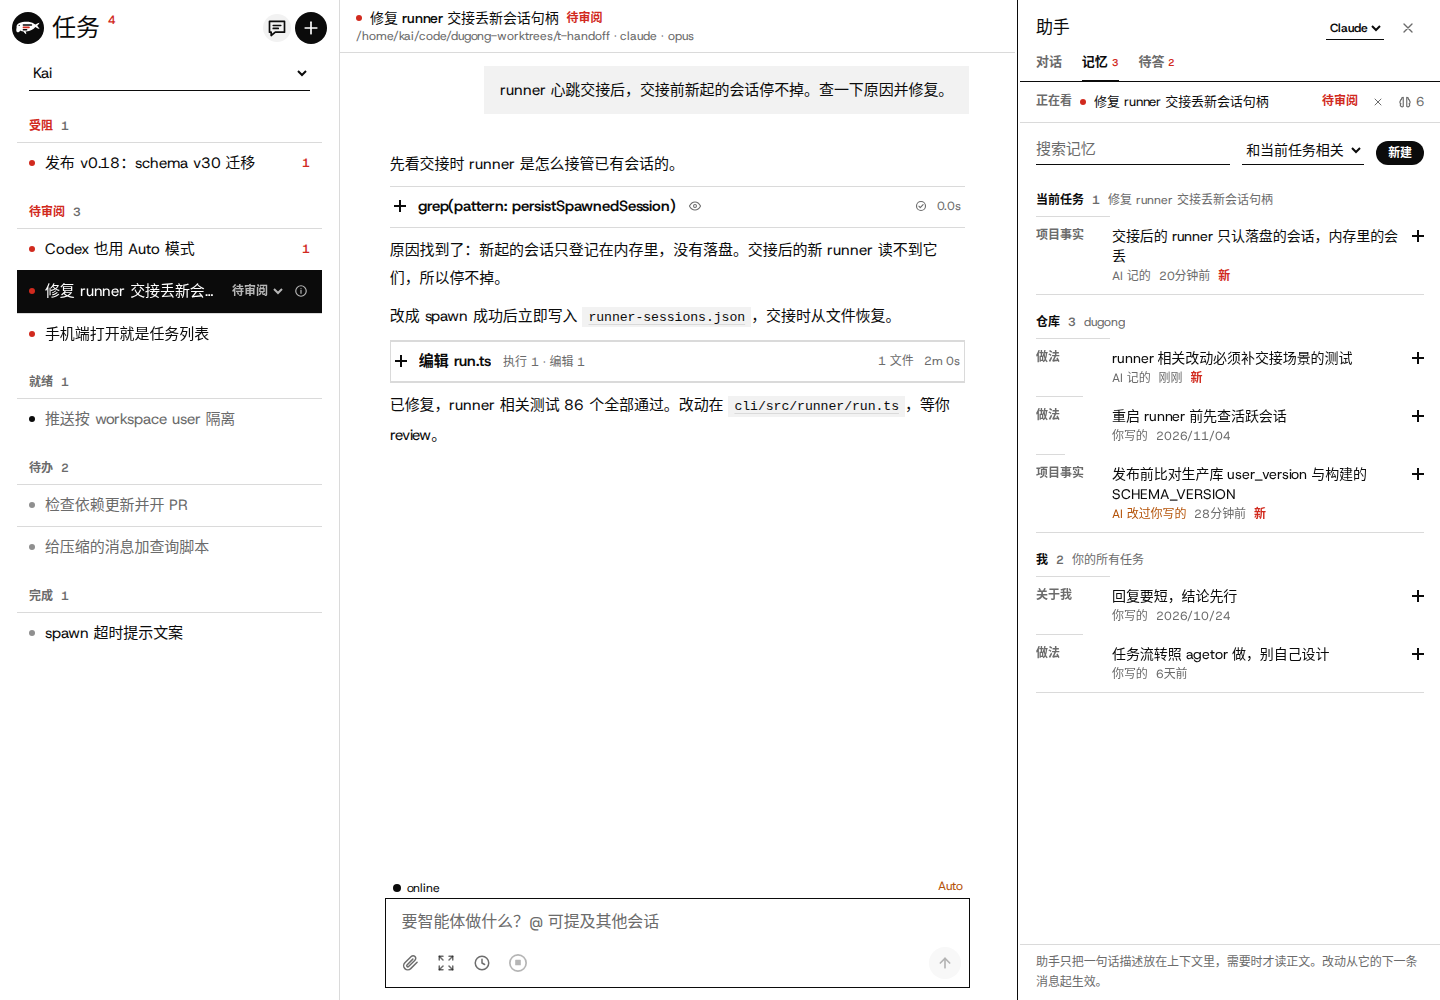 任务 4
Kai
受阻 1
发布 v0.18：schema v30 迁移 1
待审阅 3
Codex 也用 Auto 模式 1
修复 runner 交接丢新会... 待审阅
手机端打开就是任务列表
就绪 1
推送按 workspace user 隔离
待办 2
检查依赖更新并开 PR
给压缩的消息加查询脚本
完成 1
spawn 超时提示文案
修复 runner 交接丢新会话句柄 待审阅
/home/kai/code/dugong-worktrees/t-handoff · claude · opus
runner 心跳交接后，交接前新起的会话停不掉。查一下原因并修复。
先看交接时 runner 是怎么接管已有会话的。
grep(pattern: persistSpawnedSession) 0.0s
原因找到了：新起的会话只登记在内存里，没有落盘。交接后的新 runner 读不到它
们，所以停不掉。
改成 spawn 成功后立即写入 runner-sessions.json，交接时从文件恢复。
编辑 run.ts 执行 1 · 编辑 1 1 文件 2m 0s
已修复，runner 相关测试 86 个全部通过。改动在 cli/src/runner/run.ts，等你
review。
online Auto
要智能体做什么？@ 可提及其他会话
助手 Claude
对话 记忆 3 待答 2
正在看 修复 runner 交接丢新会话句柄 待审阅 × 6
搜索记忆 和当前任务相关 新建
当前任务 1 修复 runner 交接丢新会话句柄
项目事实 交接后的 runner 只认落盘的会话，内存里的会
丢
AI 记的 20分钟前 新
仓库 3 dugong
做法 runner 相关改动必须补交接场景的测试
AI 记的 刚刚 新
做法 重启 runner 前先查活跃会话
你写的 2026/11/04
项目事实 发布前比对生产库 user_version 与构建的
SCHEMA_VERSION
AI 改过你写的 28分钟前 新
我 2 你的所有任务
关于我 回复要短，结论先行
你写的 2026/10/24
做法 任务流转照 agetor 做，别自己设计
你写的 6天前
助手只把一句话描述放在上下文里，需要时才读正文。改动从它的下一条
消息起生效。